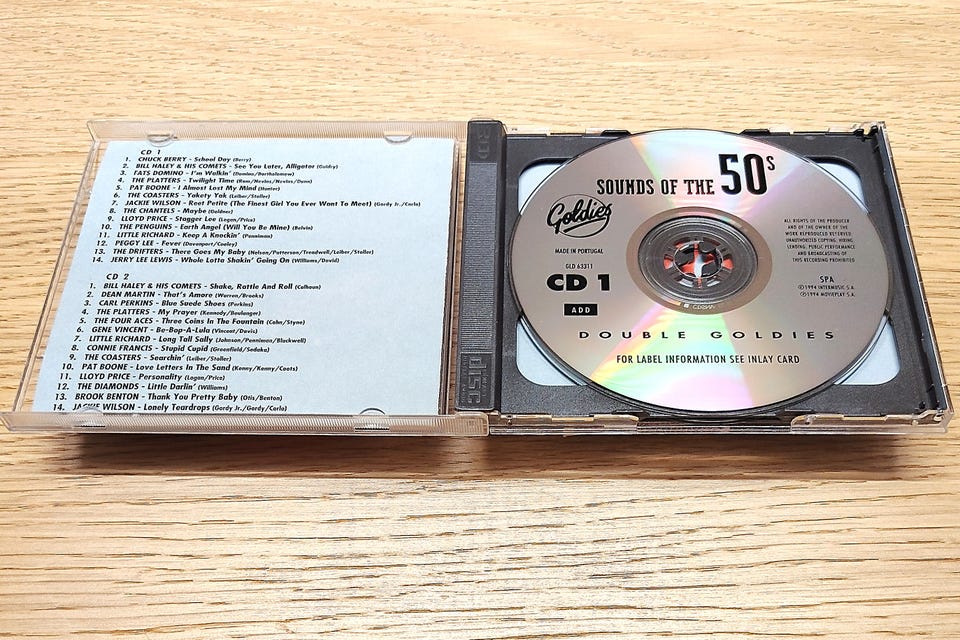 CD 1
1. CHUCK BERRY - School Day (Berry)
2. BILL HALEY & HIS COMETS - See You Later, Alligator (Guidry)
3. FATS DOMINO - I'm Walkin' (Domino/Bartholomew)
4. THE PLATTERS - Twilight Time (Ram/Nevins/Nevins/Dunn)
5. PAT BOONE - I Almost Lost My Mind (Hunter)
6. THE COASTERS - Yakety Yak (Leiber/Stoller)
7. JACKIE WILSON - Reet Petite (The Finest Girl You Ever Want To Meet) (Gordy Jr./Carlo)
8. THE CHANTELS - Maybe (Goldner)
9. LLOYD PRICE - Stagger Lee (Logan/Price)
10. THE PENGUINS - Earth Angel (Will You Be Mine) (Belvin)
11. LITTLE RICHARD - Keep A Knockin' (Penniman)
12. PEGGY LEE - Fever (Davenport/Cooley)
13. THE DRIFTERS - There Goes My Baby (Nelson/Patterson/Treadwell/Leiber/Stoller)
14. JERRY LEE LEWIS - Whole Lotta Shakin' Going On (Williams/David)
CD 2
1. BILL HALEY & HIS COMETS - Shake, Rattle And Roll (Calhoun)
2. DEAN MARTIN - That's Amore (Warren/Brooks)
3. CARL PERKINS - Blue Suede Shoes (Perkins)
4. THE PLATTERS - My Prayer (Kennedy/Boulanger)
5. THE FOUR ACES - Three Coins In The Fountain (Cahn/Styne)
6. GENE VINCENT - Be-Bop-A-Lula (Vincent/Davis)
7. LITTLE RICHARD - Long Tall Sally (Johnson/Penniman/Blackwell)
8. CONNIE FRANCIS - Stupid Cupid (Greenfield/Sedaka)
9. THE COASTERS - Searchin' (Leiber/Stoller)
10. PAT BOONE - Love Letters In The Sand (Kenny/Kenny/Coots)
11. LLOYD PRICE - Personality (Logan/Price)
12. THE DIAMONDS - Little Darlin' (Williams)
13. BROOK BENTON - Thank You Pretty Baby (Otis/Benton)
14. JACKIE WILSON - Lonely Teardrops (Gordy Jr./Gordy/Carlo)
disc
SOUNDS OF THE 50s
Goldies
MADE IN PORTUGAL
GLD 63311
CD 1
ADD
ALL RIGHTS OF THE PRODUCER
AND OF THE OWNER OF THE
WORK REPRODUCED RESERVED
UNAUTHORIZED COPYING, HIRING,
LENDING, PUBLIC PERFORMANCE
AND BROADCASTING OF
THIS RECORDING PROHIBITED
SPA
Ⓟ 1994 INTERMUSIC S.A.
© 1994 MOVIEPLAY S.A.
DOUBLE GOLDIES
FOR LABEL INFORMATION SEE INLAY CARD